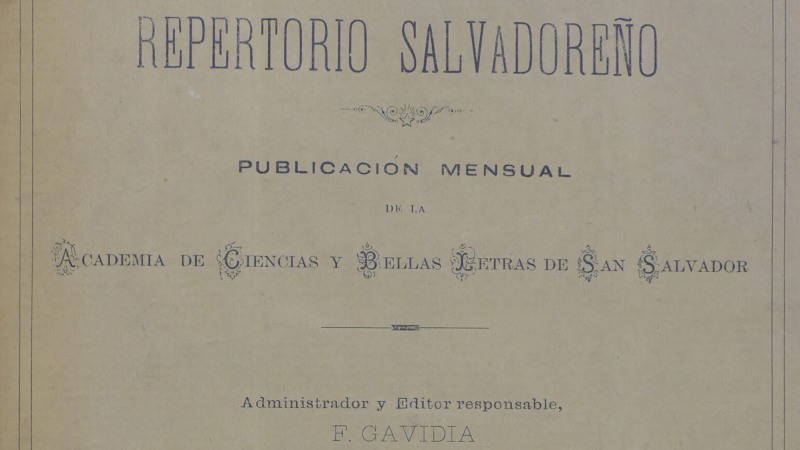 REPERTORIO SALVADOREÑO
PUBLICACIÓN MENSUAL
DE LA
ACADEMIA DE CIENCIAS Y BELLAS LETRAS DE SAN SALVADOR
Administrador y Editor responsable,
F. GAVIDIA